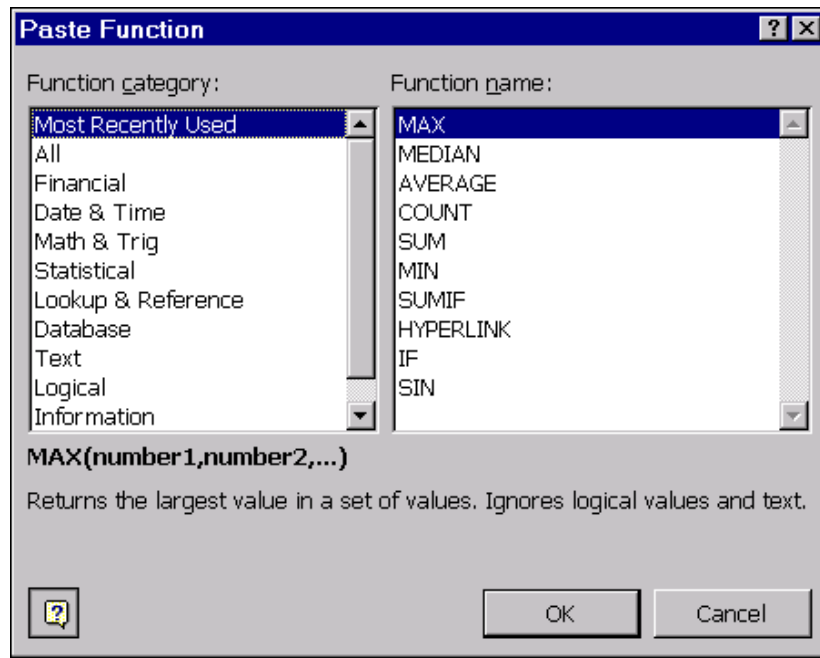 Paste Function
Function category:
Most Recently Used
All
Financial
Date & Time
Math & Trig
Statistical
Lookup & Reference
Database
Text
Logical
Information
Function name:
MAX
MEDIAN
AVERAGE
COUNT
SUM
MIN
SUMIF
HYPERLINK
IF
SIN
MAX(number1,number2,...)
Returns the largest value in a set of values. Ignores logical values and text.
OK
Cancel